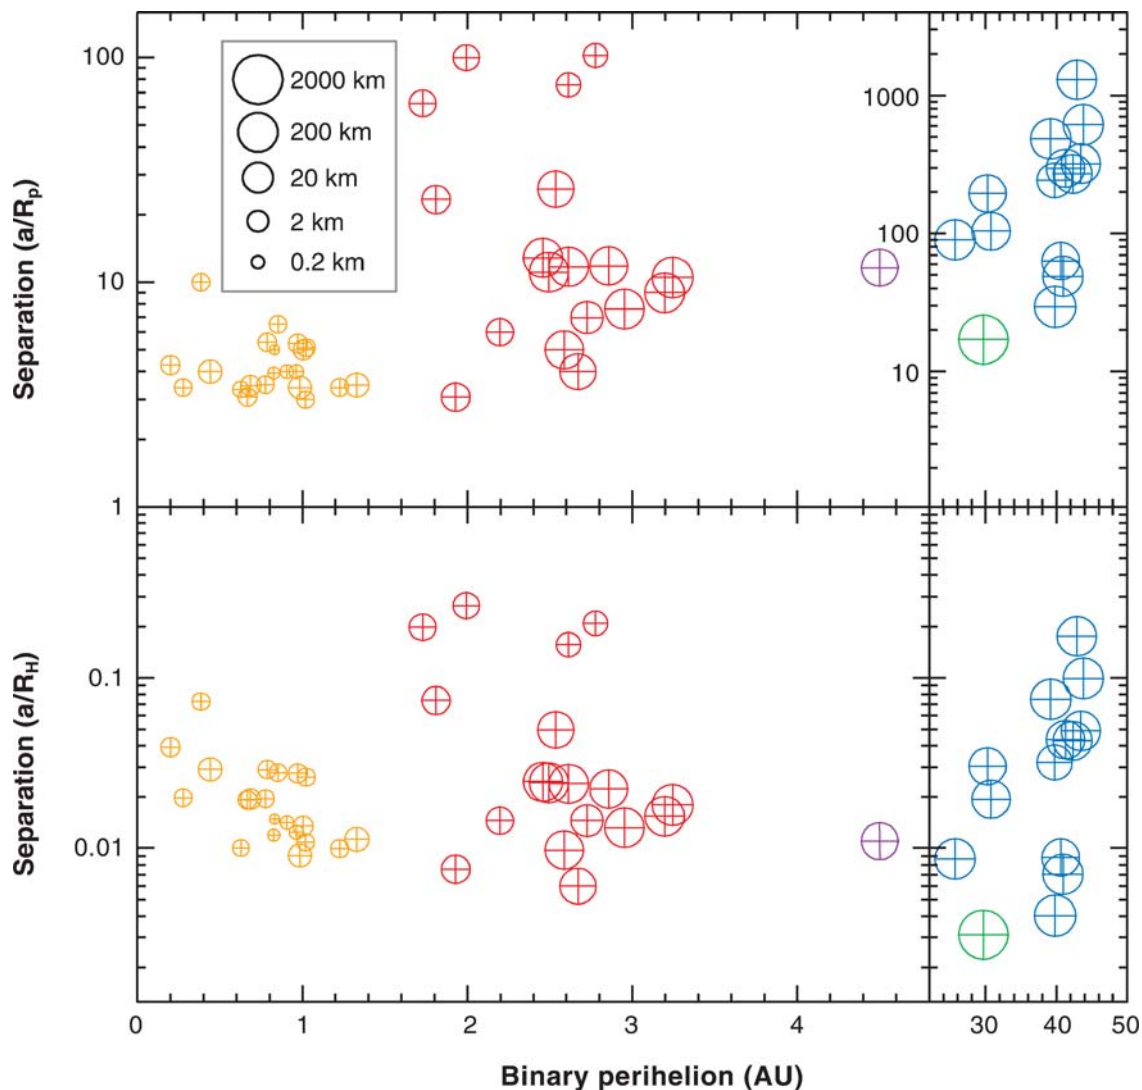 100
10
1
Separation (a/Rp)
2000 km
200 km
20 km
2 km
0.2 km
1000
100
10
0.1
0.01
Separation (a/RH)
0 1 2 3 4 30 40 50
Binary perihelion (AU)